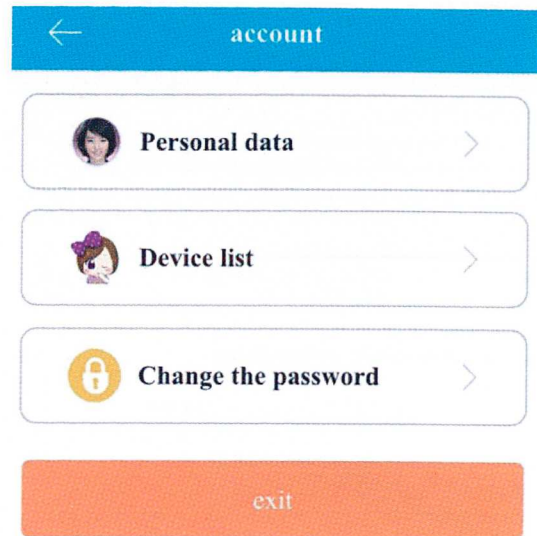 account
Personal data
Device list
Change the password
exit